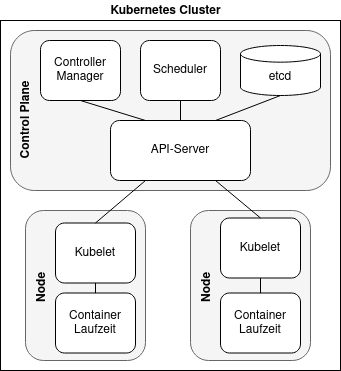 Kubernetes Cluster
Control Plane
Controller
Manager
Scheduler
etcd
API-Server
Node
Kubelet
Container
Laufzeit
Node
Kubelet
Container
Laufzeit